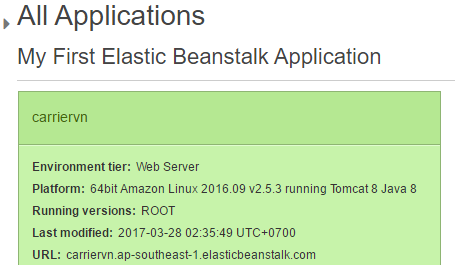 All Applications
My First Elastic Beanstalk Application
carriervn
Environment tier: Web Server
Platform: 64bit Amazon Linux 2016.09 v2.5.3 running Tomcat 8 Java 8
Running versions: ROOT
Last modified: 2017-03-28 02:35:49 UTC+0700
URL: carriervn.ap-southeast-1.elasticbeanstalk.com